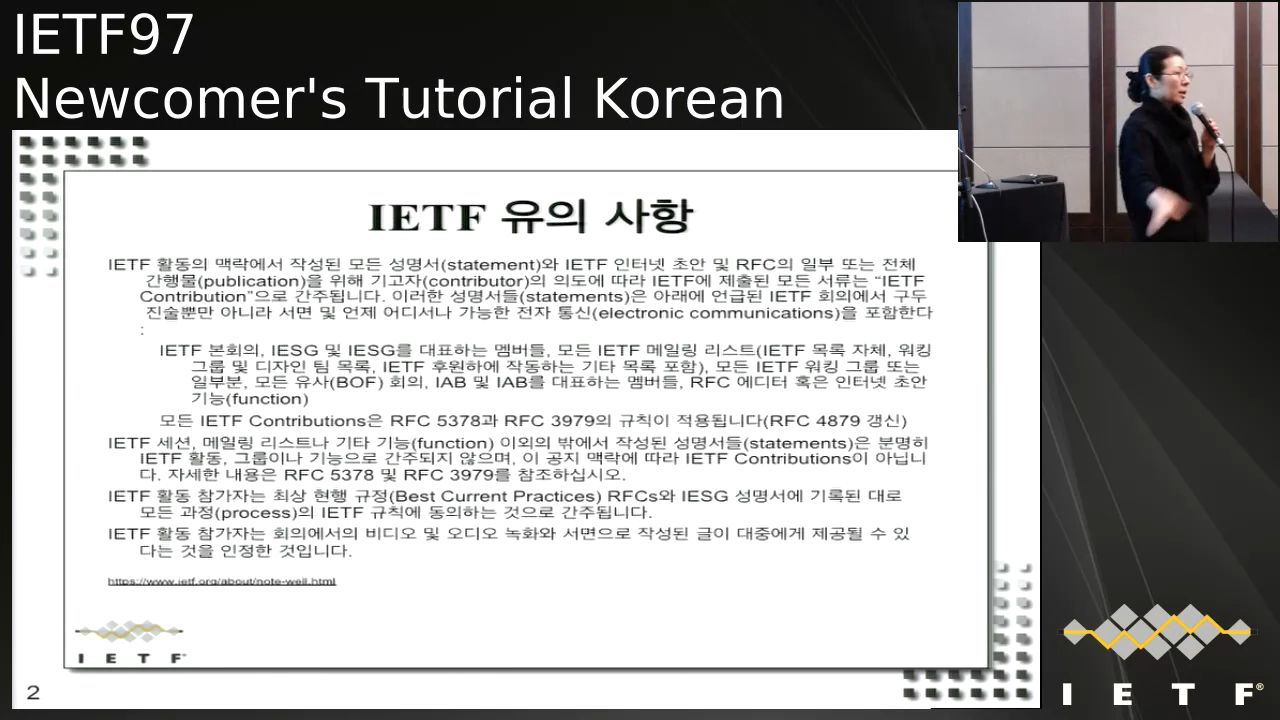 IETF97
Newcomer's Tutorial Korean
IETF 유의 사항
IETF 활동의 맥락에서 작성된 모든 성명서(statement)와 IETF 인터넷 초안 및 RFC의 일부 또는 전체
간행물(publication)을 위해 기고자(contributor)의 의도에 따라 IETF에 제출된 모든 서류는 “IETF
Contribution”으로 간주됩니다. 이러한 성명서들(statements)은 아래에 언급된 IETF 회의에서 구두
진술뿐만 아니라 서면 및 언제 어디서나 가능한 전자 통신(electronic communications)을 포함한다
:
IETF 본회의, IESG 및 IESG를 대표하는 멤버들, 모든 IETF 메일링 리스트(IETF 목록 자체, 워킹
그룹 및 디자인 팀 목록, IETF 후원하에 작동하는 기타 목록 포함), 모든 IETF 워킹 그룹 또는
일부분, 모든 유사(BOF) 회의, IAB 및 IAB를 대표하는 멤버들, RFC 에디터 혹은 인터넷 초안
기능(function)
모든 IETF Contributions은 RFC 5378과 RFC 3979의 규칙이 적용됩니다(RFC 4879 갱신)
IETF 세션, 메일링 리스트나 기타 기능(function) 이외의 밖에서 작성된 성명서들(statements)은 분명히
IETF 활동, 그룹이나 기능으로 간주되지 않으며, 이 공지 맥락에 따라 IETF Contributions이 아닙니
다. 자세한 내용은 RFC 5378 및 RFC 3979를 참조하십시오.
IETF 활동 참가자는 최상 현행 규정(Best Current Practices) RFCs와 IESG 성명서에 기록된 대로
모든 과정(process)의 IETF 규칙에 동의하는 것으로 간주됩니다.
IETF 활동 참가자는 회의에서의 비디오 및 오디오 녹화와 서면으로 작성된 글이 대중에게 제공될 수 있
다는 것을 인정한 것입니다.
https://www.ietf.org/about/note-well.html
I E T F
2
I E T F®